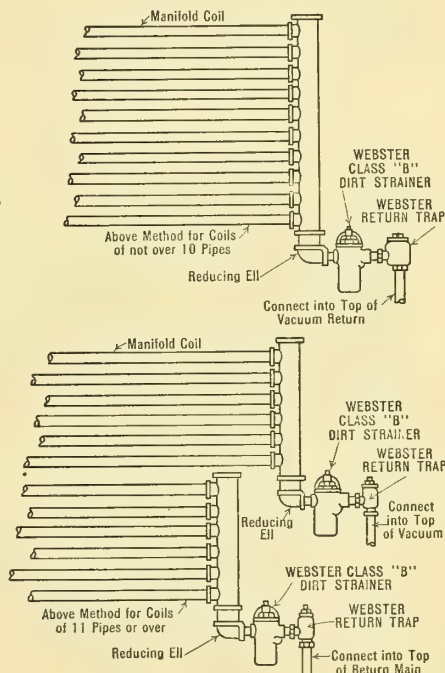 Manifold Coil
WEBSTER
CLASS "B"
DIRT STRAINER
WEBSTER
RETURN TRAP
Above Method for Coils
of not over 10 Pipes
Reducing Ell
Connect into Top of
Vacuum Return
Manifold Coil
WEBSTER
CLASS "B"
DIRT STRAINER
WEBSTER
RETURN TRAP
Reducing
Ell
Connect
into Top
of Vacuum
WEBSTER CLASS "B"
DIRT STRAINER
WEBSTER
RETURN TRAP
Above Method for Coils
of 11 Pipes or over
Reducing Ell
Connect into Top
of Return Main